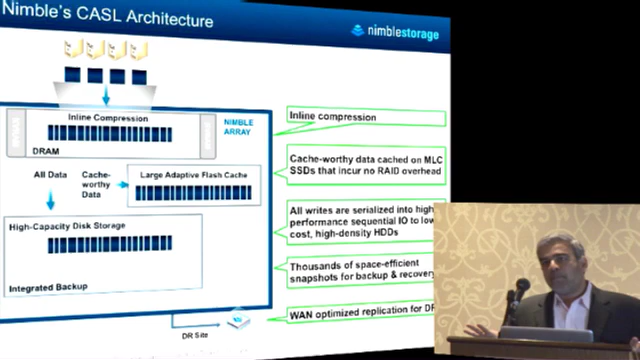 Nimble's CASL Architecture
nimblestorage
Inline Compression
NIMBLE
ARRAY
DRAM
Inline compression
All Data
Cache-
worthy
Data
Large Adaptive Flash Cache
Cache-worthy data cached on MLC
SSDs that incur no RAID overhead
High-Capacity Disk Storage
All writes are serialized into high
performance sequential IO to low
cost, high-density HDDs
Integrated Backup
Thousands of space-efficient
snapshots for backup & recovery
WAN optimized replication for DR
DR Site